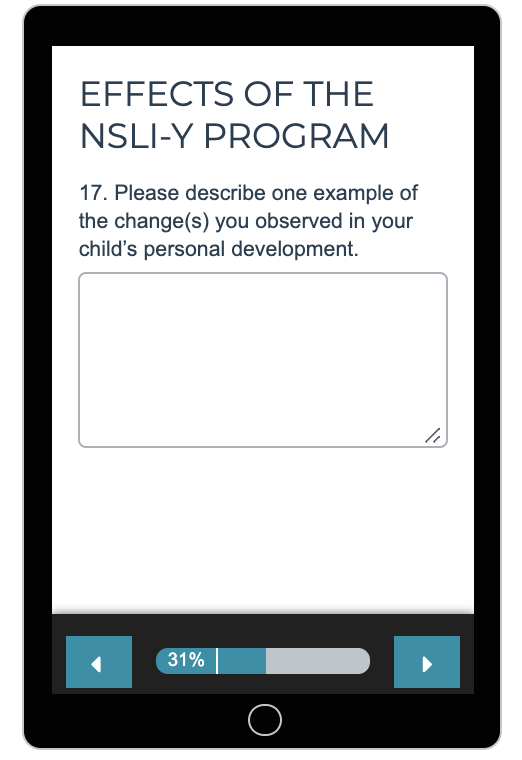 EFFECTS OF THE
NSLI-Y PROGRAM
17. Please describe one example of
the change(s) you observed in your
child’s personal development.
31%